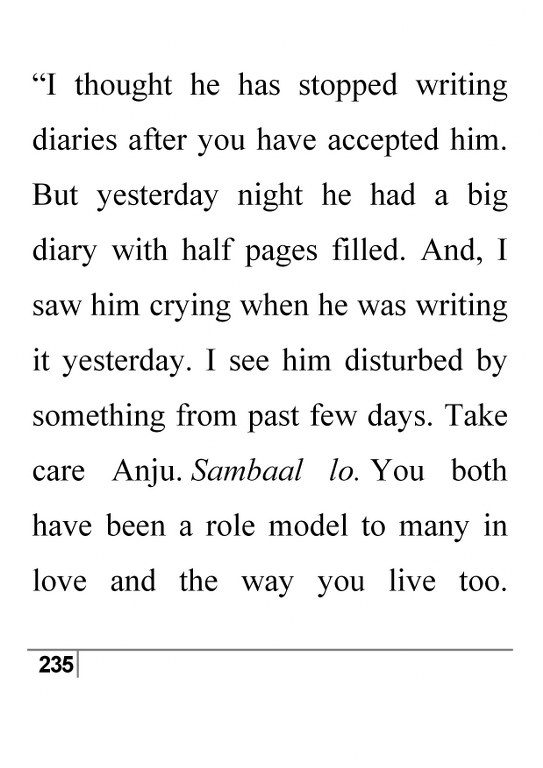 “I thought he has stopped writing
diaries after you have accepted him.
But yesterday night he had a big
diary with half pages filled. And, I
saw him crying when he was writing
it yesterday. I see him disturbed by
something from past few days. Take
care Anju. Sambaal lo. You both
have been a role model to many in
love and the way you live too.
235